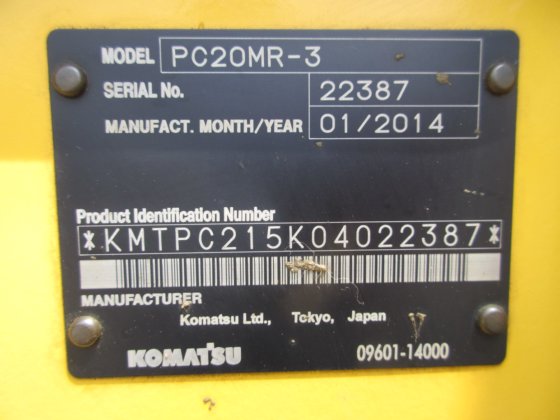 MODEL PC20MR-3
SERIAL No. 22387
MANUFACT. MONTH/YEAR 01/2014
Product Identification Number
*KMTPC215K04022387*
MANUFACTURER
Komatsu Ltd., Tokyo, Japan
KOMATSU 09601-14000